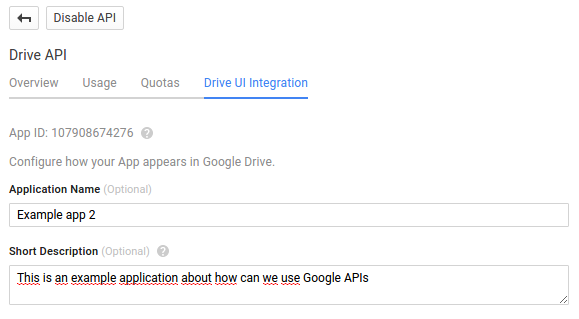 Disable API
Drive API
Overview Usage Quotas Drive UI Integration
App ID: 107908674276 ?
Configure how your App appears in Google Drive.
Application Name (Optional)
Example app 2
Short Description (Optional) ?
This is an example application about how can we use Google APIs